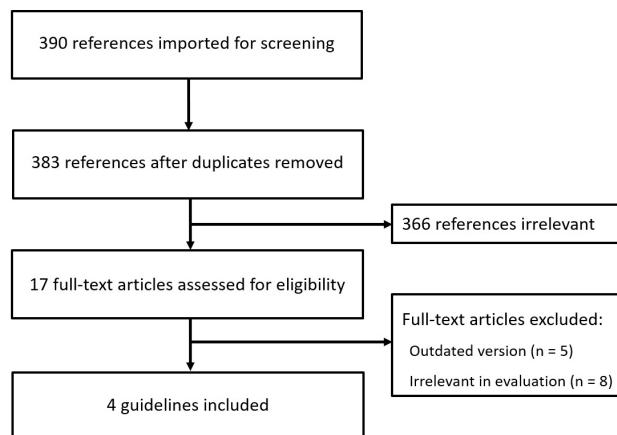 390 references imported for screening
383 references after duplicates removed
366 references irrelevant
17 full-text articles assessed for eligibility
Full-text articles excluded:
Outdated version (n = 5)
Irrelevant in evaluation (n = 8)
4 guidelines included